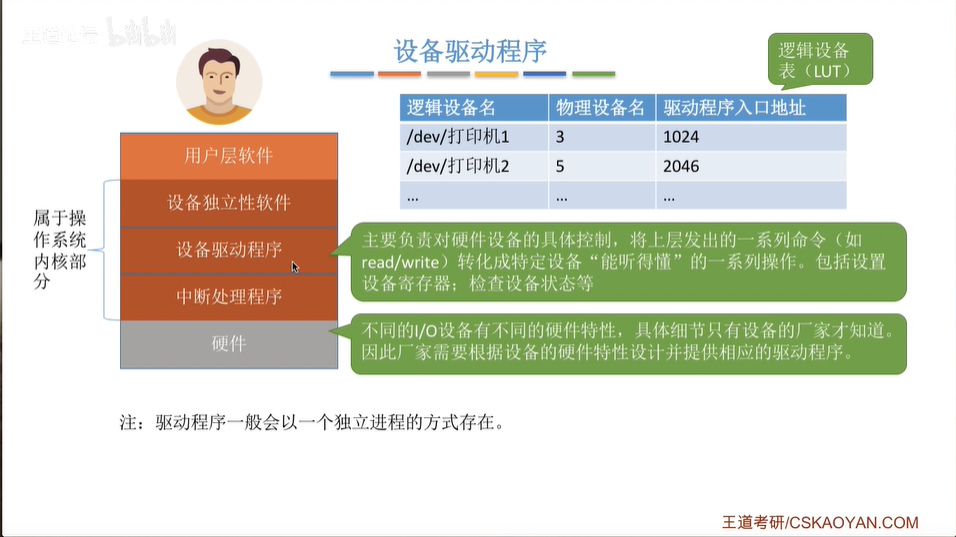 bilibili
设备驱动程序
逻辑设备
表（LUT）
逻辑设备名 物理设备名 驱动程序入口地址
/dev/打印机1 3 1024
/dev/打印机2 5 2046
... ... ...
用户层软件
设备独立性软件
设备驱动程序
中断处理程序
硬件
属于操
作系统
内核部
分
主要负责对硬件设备的具体控制，将上层发出的一系列命令（如
read/write）转化成特定设备“能听得懂”的一系列操作。包括设置
设备寄存器；检查设备状态等
不同的I/O设备有不同的硬件特性，具体细节只有设备的厂家才知道。
因此厂家需要根据设备的硬件特性设计并提供相应的驱动程序。
注：驱动程序一般会以一个独立进程的方式存在。
王道考研/CSKAOYAN.COM